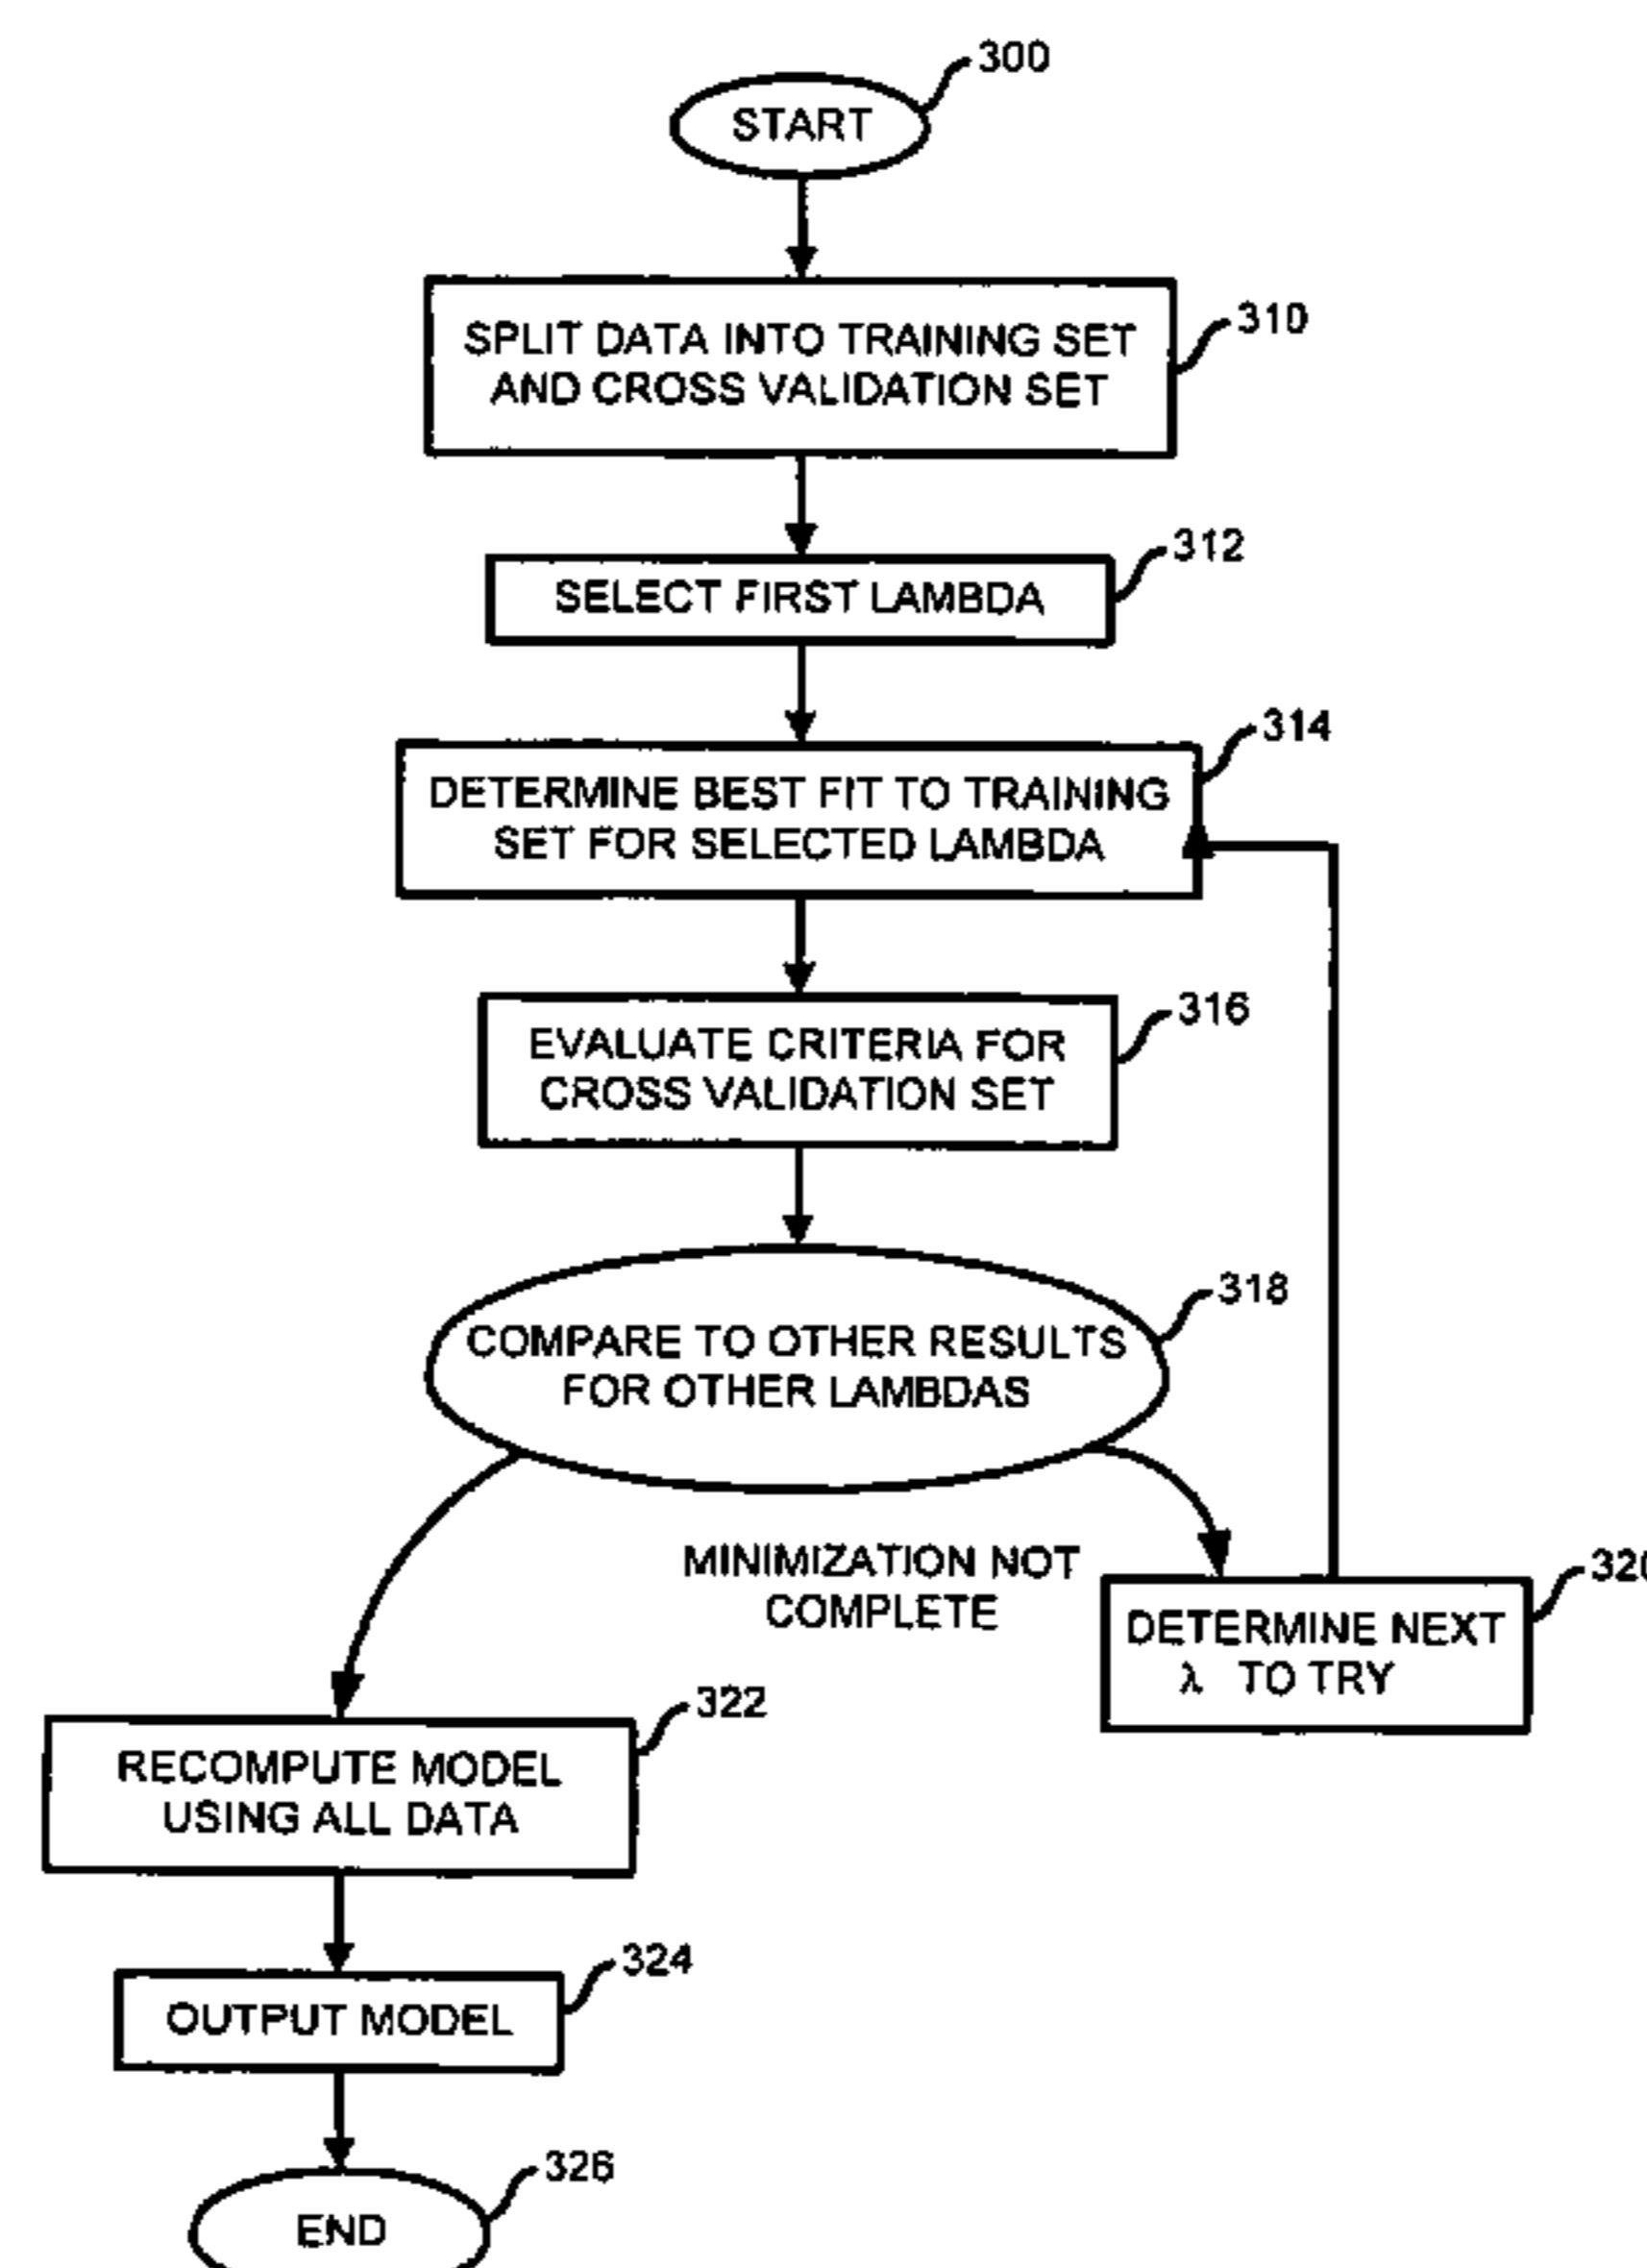 300
START
310
SPLIT DATA INTO TRAINING SET
AND CROSS VALIDATION SET
312
SELECT FIRST LAMBDA
314
DETERMINE BEST FIT TO TRAINING
SET FOR SELECTED LAMBDA
316
EVALUATE CRITERIA FOR
CROSS VALIDATION SET
318
COMPARE TO OTHER RESULTS
FOR OTHER LAMBDAS
MINIMIZATION NOT
COMPLETE
320
DETERMINE NEXT
λ TO TRY
322
RECOMPUTE MODEL
USING ALL DATA
324
OUTPUT MODEL
326
END